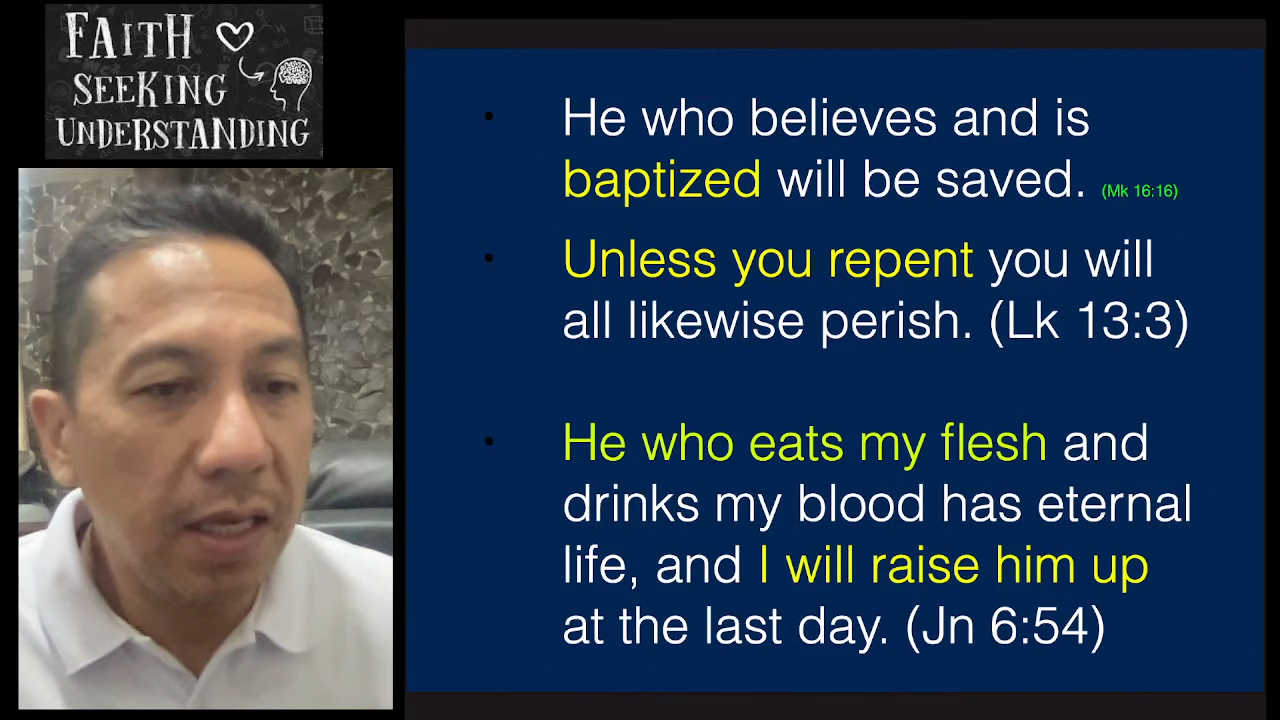 FAITH
SEEKING
UNDERSTANDING
• He who believes and is
baptized will be saved. (Mk 16:16)
• Unless you repent you will
all likewise perish. (Lk 13:3)
• He who eats my flesh and
drinks my blood has eternal
life, and I will raise him up
at the last day. (Jn 6:54)